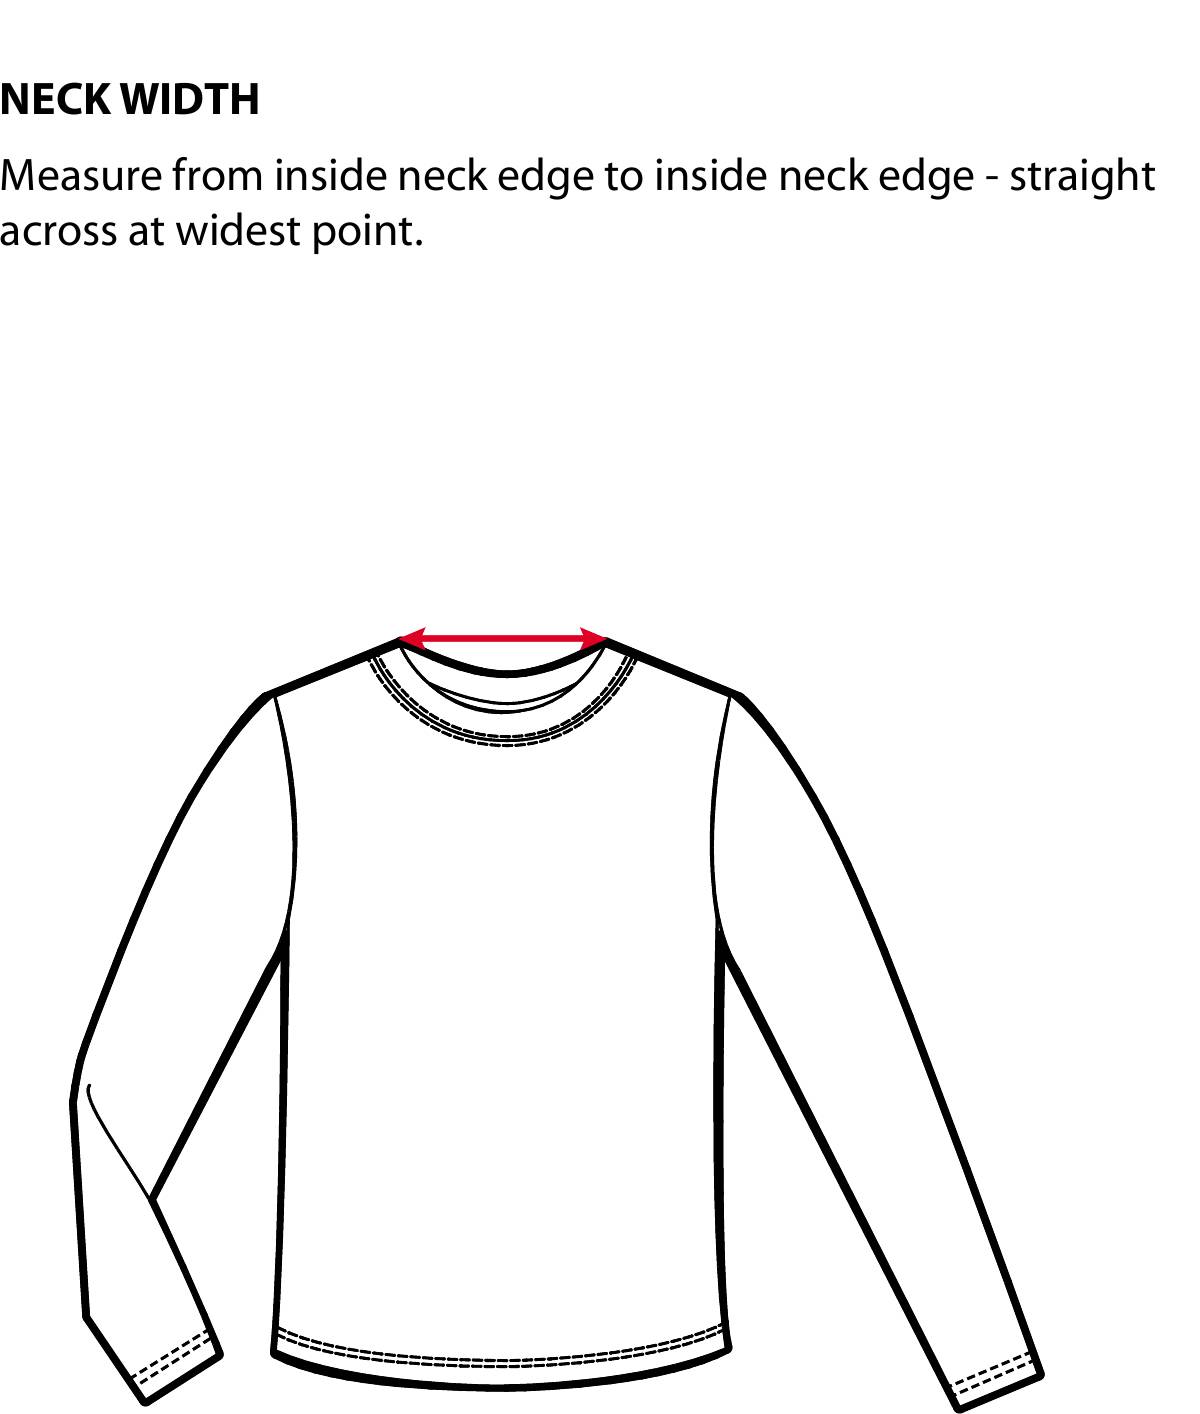 NECK WIDTH
Measure from inside neck edge to inside neck edge - straight
across at widest point.